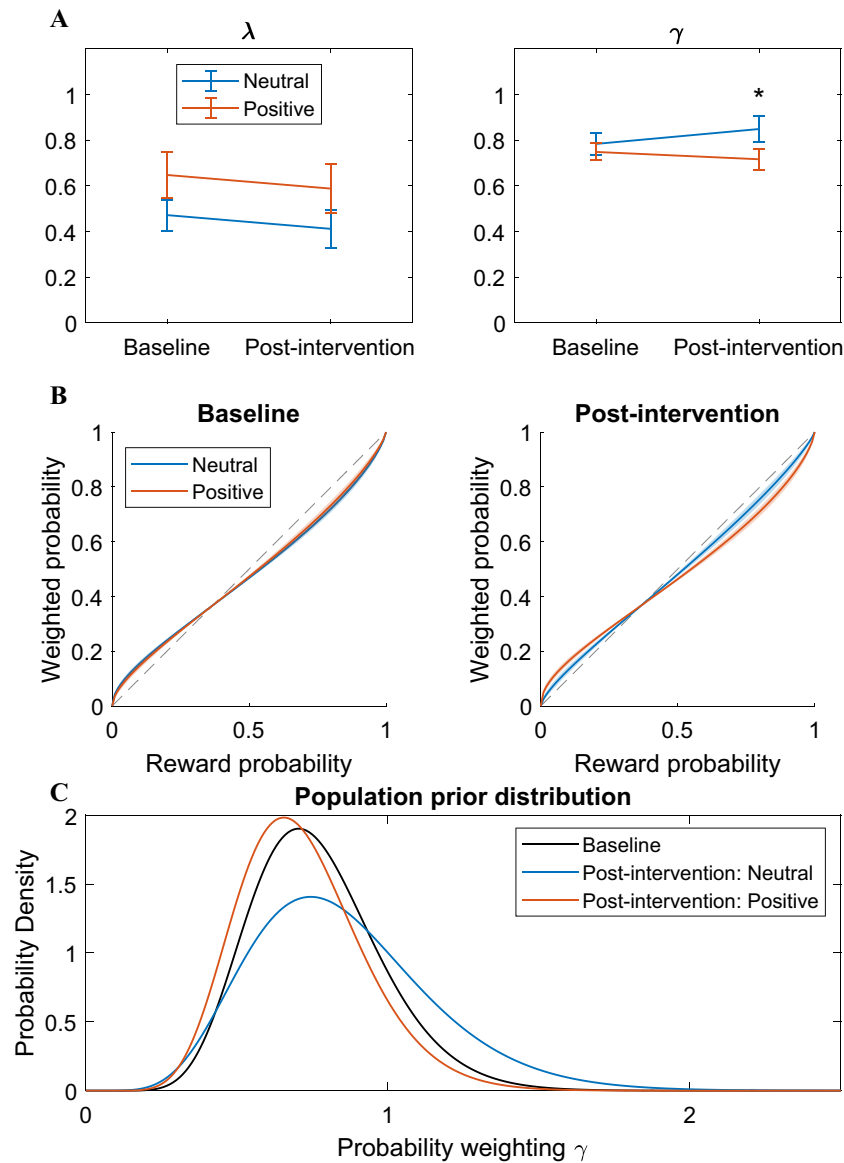 A
λ
γ
Neutral
Positive
*
1
0.8
0.6
0.4
0.2
0
Baseline
Post-intervention
1
0.8
0.6
0.4
0.2
0
Baseline
Post-intervention
B
Baseline
Post-intervention
Weighted probability
1
0.8
0.6
0.4
0.2
0
Neutral
Positive
0
0.5
1
Reward probability
Weighted probability
1
0.8
0.6
0.4
0.2
0
0
0.5
1
Reward probability
C
Population prior distribution
Probability Density
2
1.5
1
0.5
0
Baseline
Post-intervention: Neutral
Post-intervention: Positive
0
1
2
Probability weighting γ